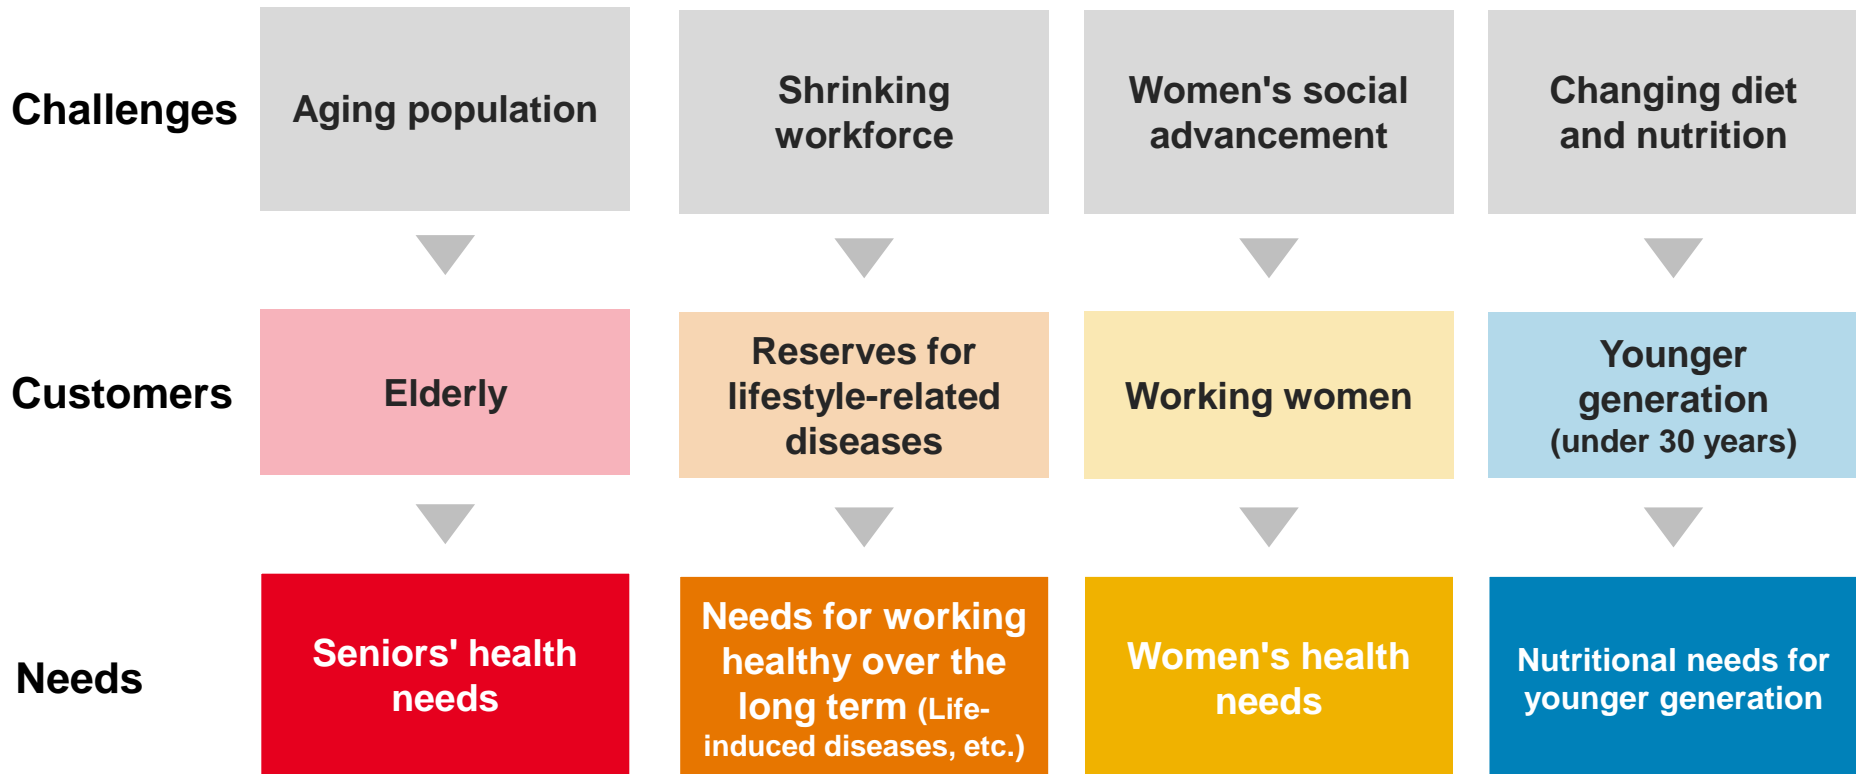 Challenges
Aging population
Shrinking
workforce
Women's social
advancement
Changing diet
and nutrition
Customers
Elderly
Reserves for
lifestyle-related
diseases
Working women
Younger
generation
(under 30 years)
Needs
Seniors' health
needs
Needs for working
healthy over the
long term (Life-
induced diseases, etc.)
Women's health
needs
Nutritional needs for
younger generation